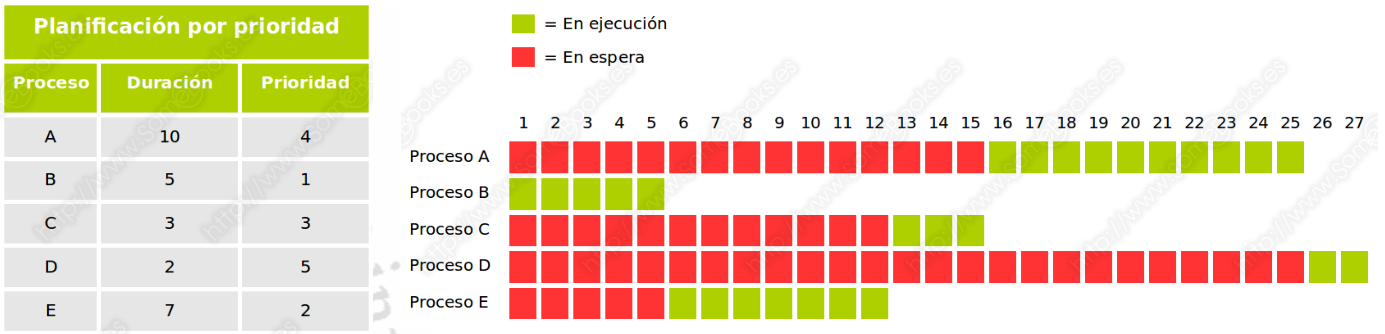 Planificación por prioridad
Proceso Duración Prioridad
A 10 4
B 5 1
C 3 3
D 2 5
E 7 2
= En ejecución
= En espera
1 2 3 4 5 6 7 8 9 10 11 12 13 14 15 16 17 18 19 20 21 22 23 24 25 26 27
Proceso A
Proceso B
Proceso C
Proceso D
Proceso E